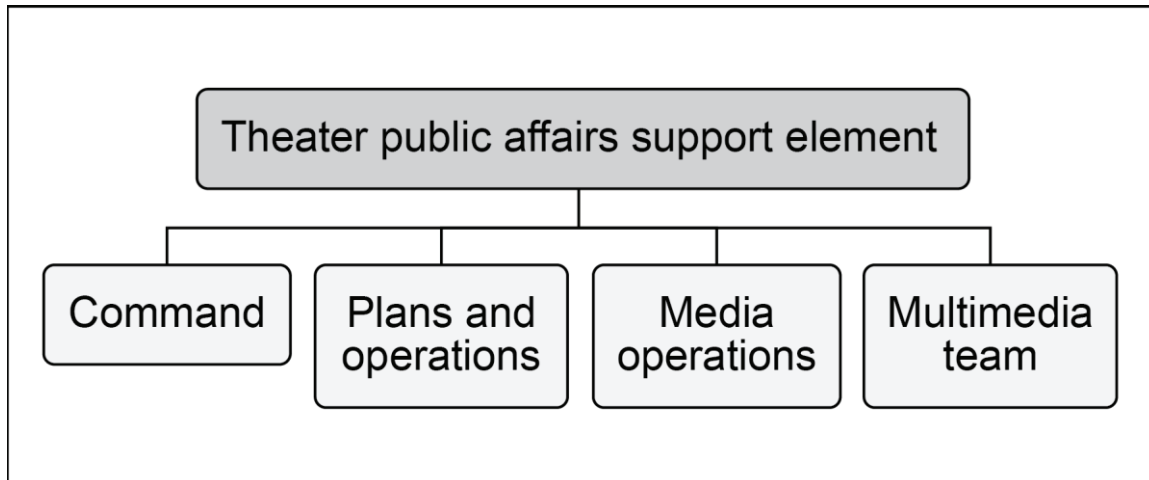 Theater public affairs support element
Command
Plans and
operations
Media
operations
Multimedia
team